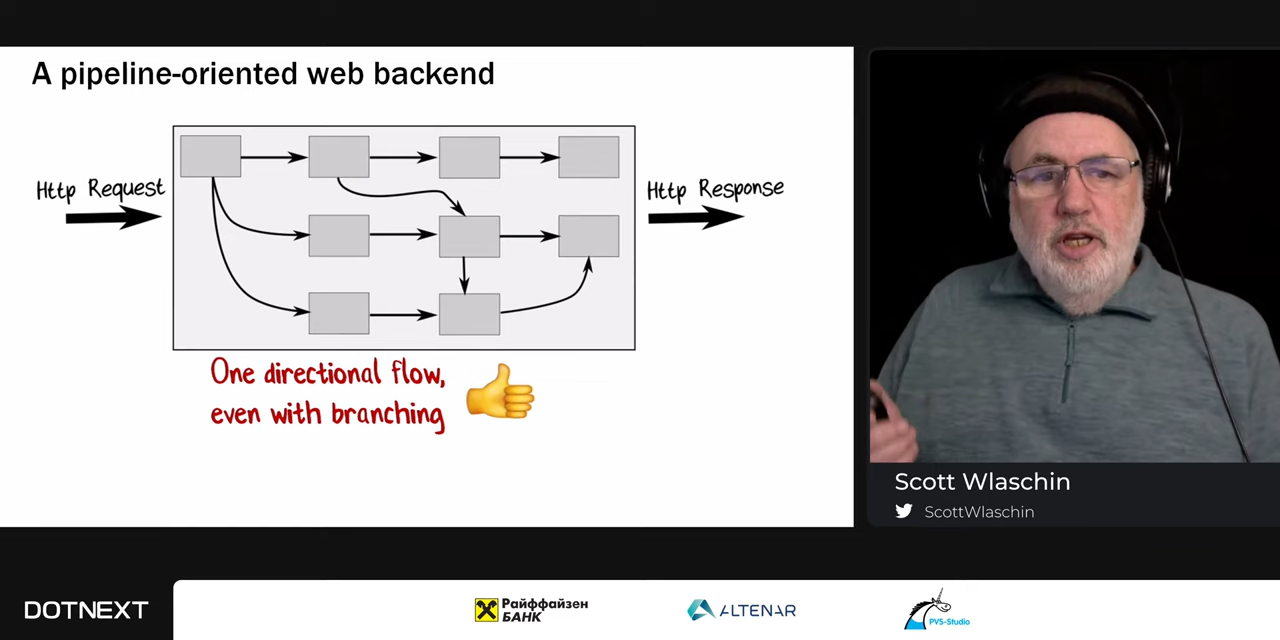 A pipeline-oriented web backend
Http Request
Http Response
One directional flow,
even with branching
Scott Wlaschin
ScottWlaschin
DOTNEXT
Райффайзен
БАНК
ALTENAR
PVS-Studio